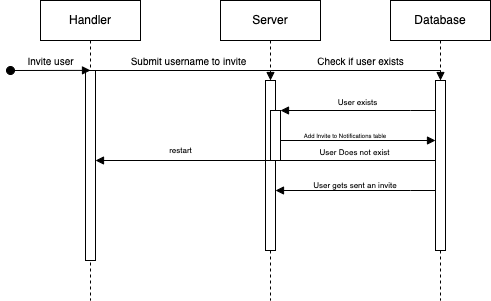 Handler
Server
Database
Invite user
Submit username to invite
Check if user exists
User exists
Add Invite to Notifications table
restart
User Does not exist
User gets sent an invite